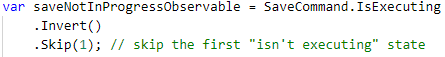 var saveNotInProgressObservable = SaveCommand.IsExecuting
.Invert()
.Skip(1); // skip the first "isn't executing" state